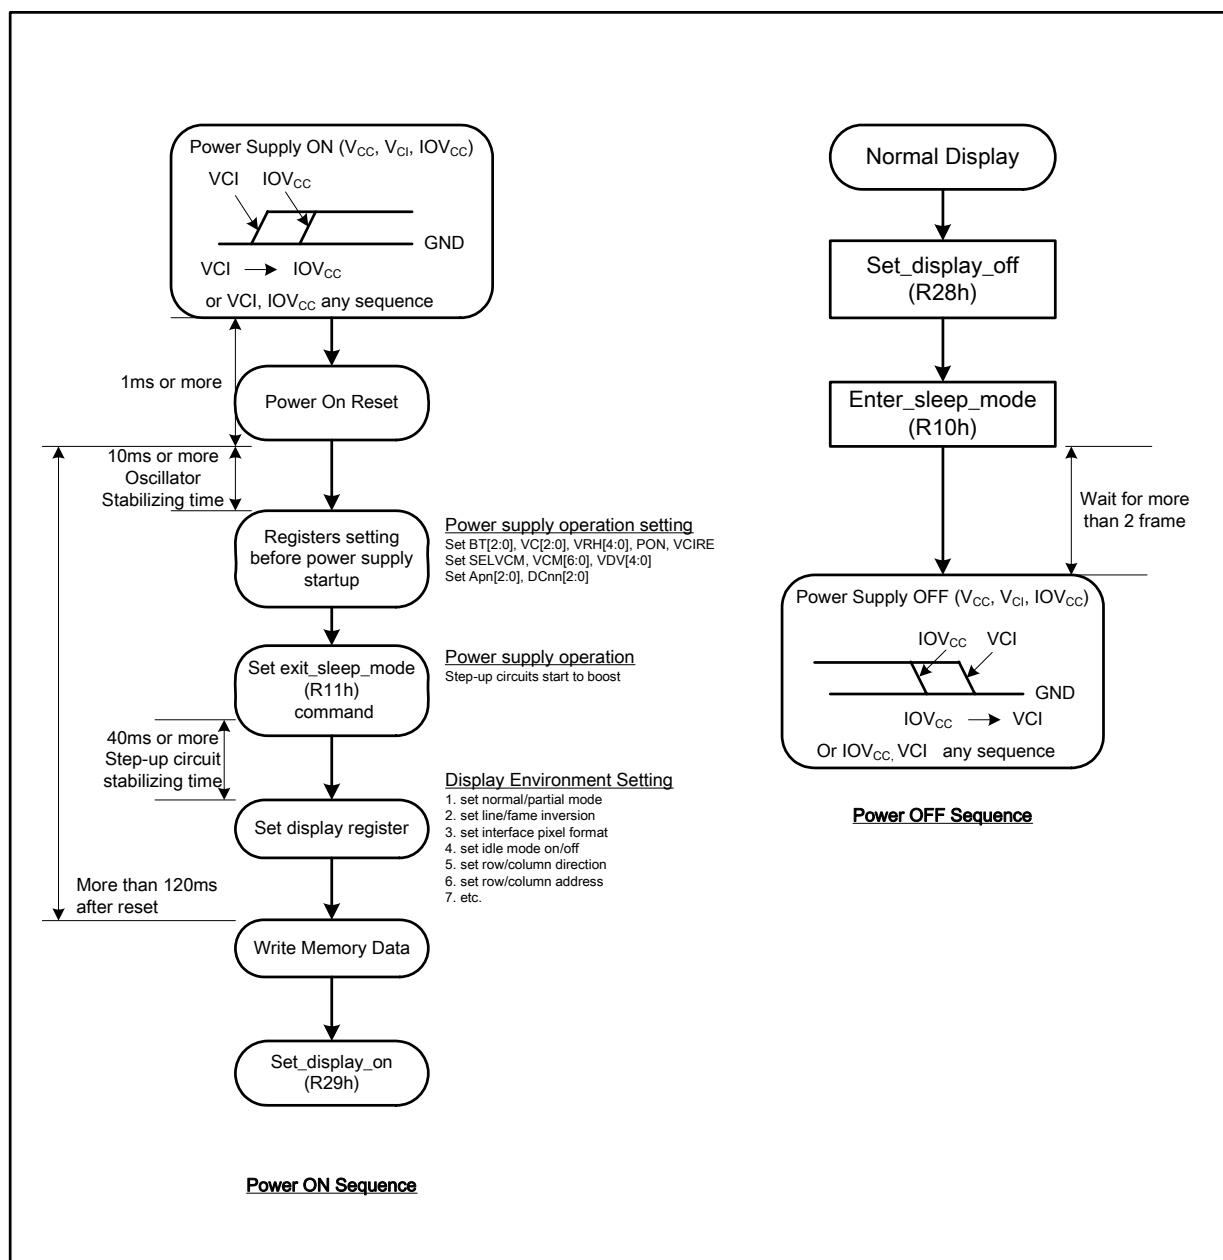 Power Supply ON (VCC, VCI, IOVCC)
VCI IOVCC
GND
VCI IOVCC
or VCI, IOVCC any sequence
1ms or more
Power On Reset
10ms or more
Oscillator
Stabilizing time
Registers setting
before power supply
startup
Power supply operation setting
Set BT[2:0], VC[2:0], VRH[4:0], PON, VCIRE
Set SELVCM, VCM[6:0], VDV[4:0]
Set Apn[2:0], DCnn[2:0]
Set exit_sleep_mode
(R11h)
command
Power supply operation
Step-up circuits start to boost
40ms or more
Step-up circuit
stabilizing time
Set display register
Display Environment Setting
1. set normal/partial mode
2. set line/fame inversion
3. set interface pixel format
4. set idle mode on/off
5. set row/column direction
6. set row/column address
7. etc.
More than 120ms
after reset
Write Memory Data
Set_display_on
(R29h)
Power ON Sequence
Normal Display
Set_display_off
(R28h)
Enter_sleep_mode
(R10h)
Wait for more
than 2 frame
Power Supply OFF (VCC, VCI, IOVCC)
IOVCC VCI
GND
IOVCC VCI
Or IOVCC, VCI any sequence
Power OFF Sequence